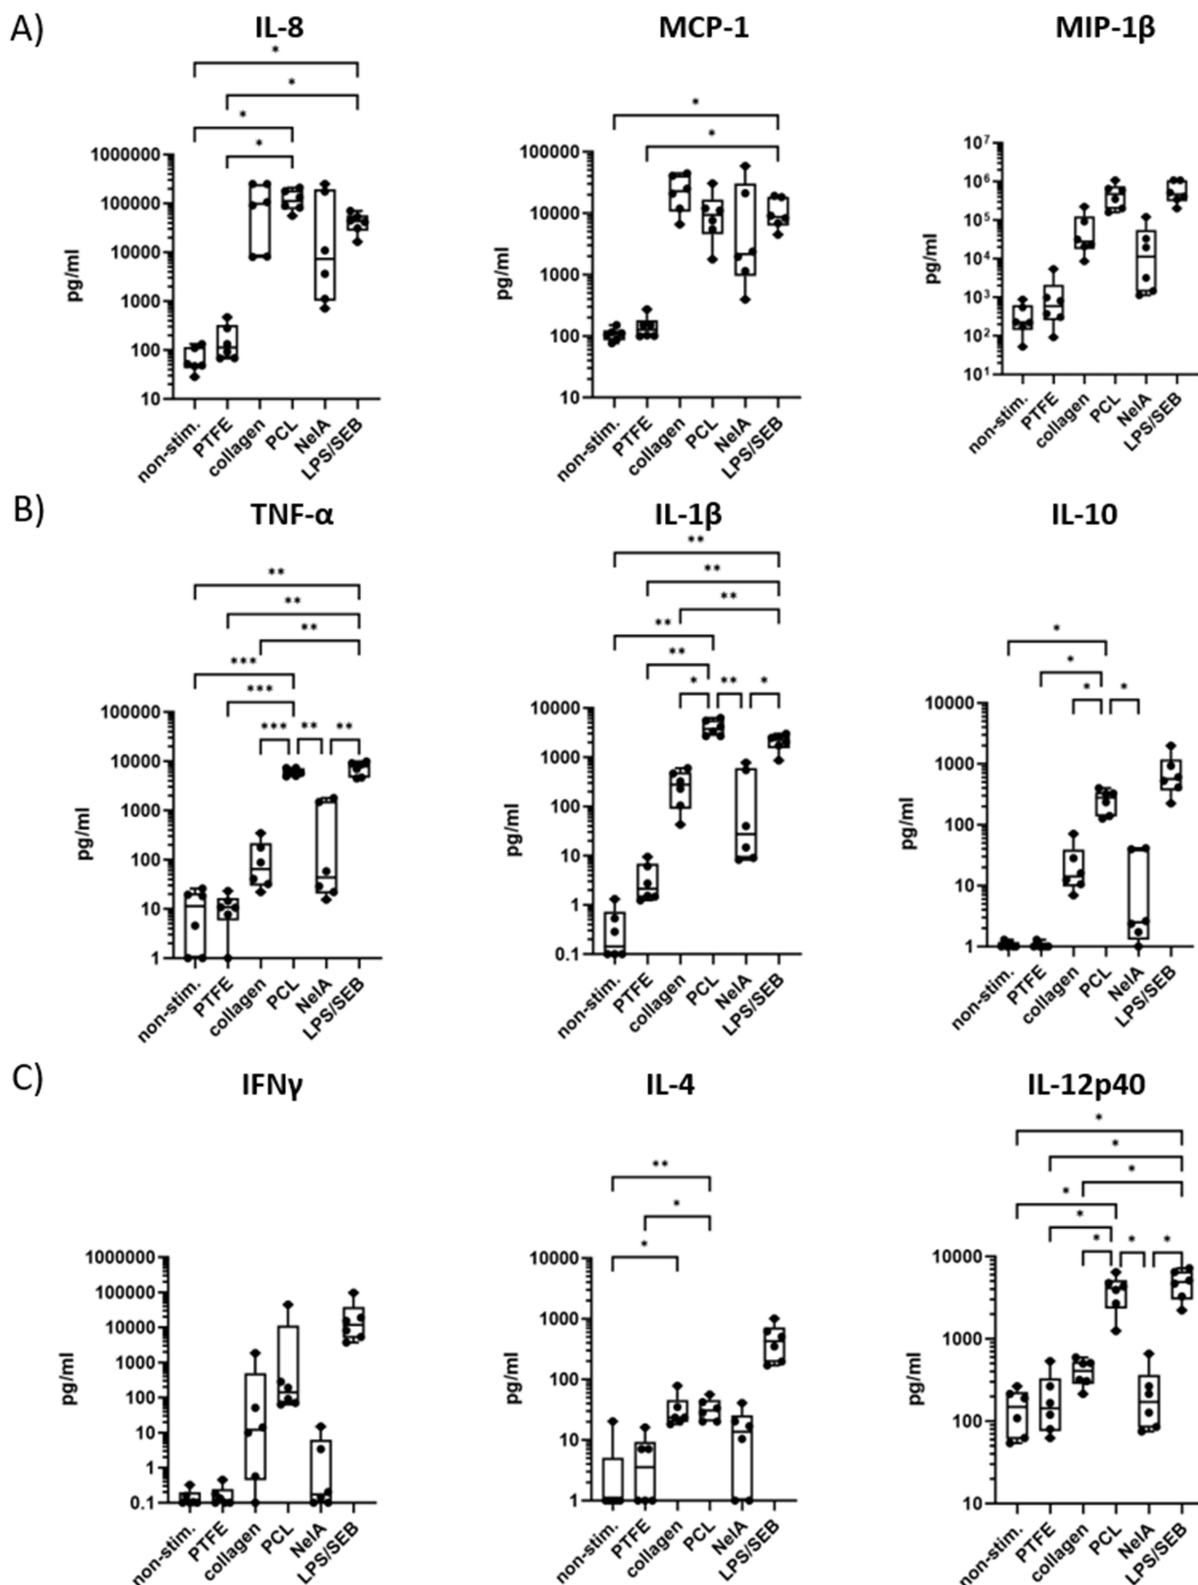 A)
IL-8
MCP-1
MIP-1β
*
*
*
*
pg/ml
1000000
100000
10000
1000
100
10
non-stim.
PTFE
collagen
PCL
NelA
LPS/SEB
*
*
pg/ml
100000
10000
1000
100
10
non-stim.
PTFE
collagen
PCL
NelA
LPS/SEB
pg/ml
10⁷
10⁶
10⁵
10⁴
10³
10²
10¹
non-stim.
PTFE
collagen
PCL
NelA
LPS/SEB
B)
TNF-α
IL-1β
IL-10
**
**
**
***
***
***
**
**
pg/ml
100000
10000
1000
100
10
1
non-stim.
PTFE
collagen
PCL
NelA
LPS/SEB
**
**
**
**
**
*
**
*
pg/ml
10000
1000
100
10
1
0.1
non-stim.
PTFE
collagen
PCL
NelA
LPS/SEB
*
*
*
*
pg/ml
10000
1000
100
10
1
non-stim.
PTFE
collagen
PCL
NelA
LPS/SEB
C)
IFNγ
IL-4
IL-12p40
pg/ml
1000000
100000
10000
1000
100
10
1
0.1
non-stim.
PTFE
collagen
PCL
NelA
LPS/SEB
**
*
*
pg/ml
10000
1000
100
10
1
non-stim.
PTFE
collagen
PCL
NelA
LPS/SEB
*
*
*
*
*
*
*
*
pg/ml
10000
1000
100
10
non-stim.
PTFE
collagen
PCL
NelA
LPS/SEB